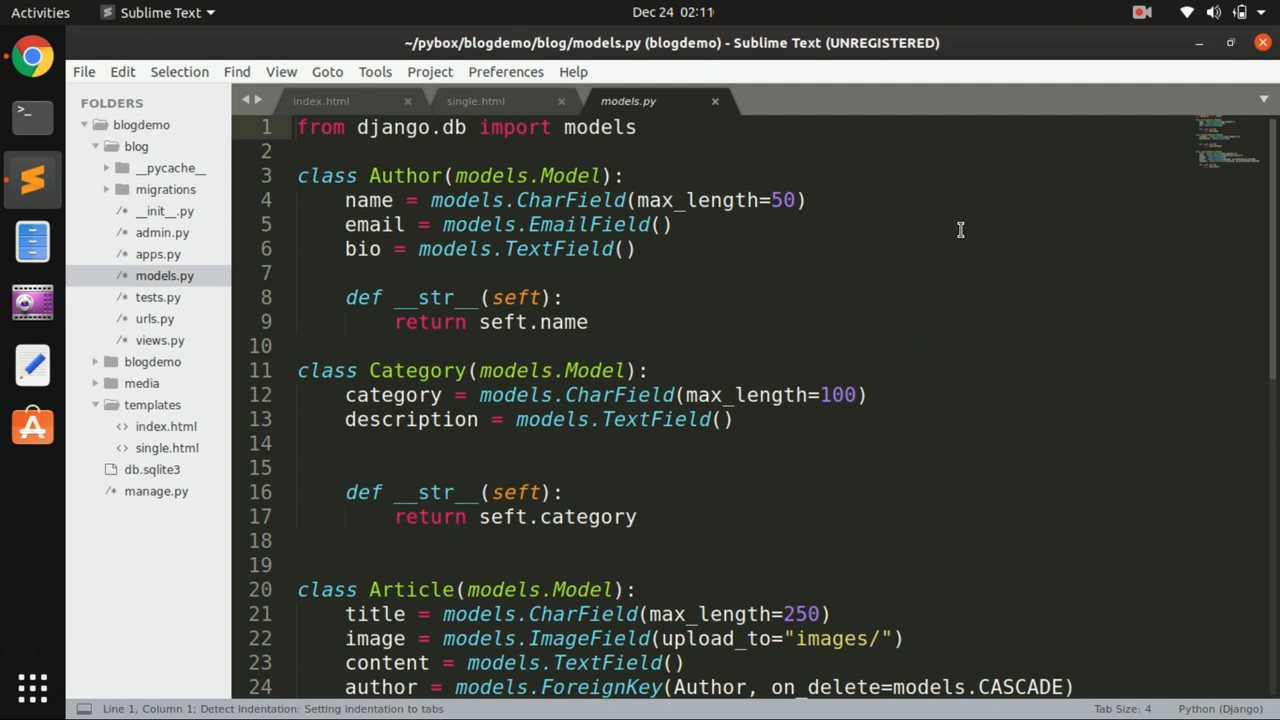 Activities
Sublime Text
Dec 24 02:11
~/pybox/blogdemo/blog/models.py (blogdemo) - Sublime Text (UNREGISTERED)
File Edit Selection Find View Goto Tools Project Preferences Help
FOLDERS
blogdemo
blog
__pycache__
migrations
/* __init__.py
/* admin.py
/* apps.py
/* models.py
/* tests.py
/* urls.py
/* views.py
blogdemo
media
templates
<> index.html
<> single.html
db.sqlite3
/* manage.py
index.html × single.html × models.py ×
1 from django.db import models
2
3 class Author(models.Model):
4 name = models.CharField(max_length=50)
5 email = models.EmailField()
6 bio = models.TextField()
7
8 def __str__(seft):
9 return seft.name
10
11 class Category(models.Model):
12 category = models.CharField(max_length=100)
13 description = models.TextField()
14
15
16 def __str__(seft):
17 return seft.category
18
19
20 class Article(models.Model):
21 title = models.CharField(max_length=250)
22 image = models.ImageField(upload_to="images/")
23 content = models.TextField()
24 author = models.ForeignKey(Author, on_delete=models.CASCADE)
Line 1, Column 1; Detect Indentation: Setting indentation to tabs
Tab Size: 4
Python (Django)